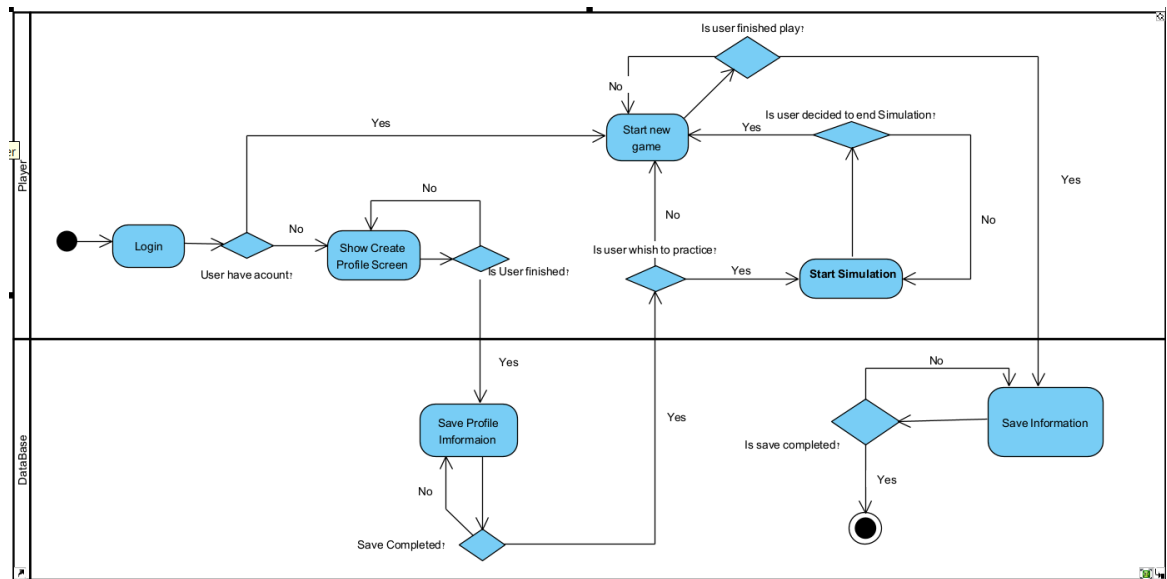 Is user finished play?
No
Is user decided to end Simulation?
Yes
Start new
game
Yes
er
Player
Yes
No
No
No
No
Login
Show Create
Profile Screen
Is user whish to practice?
Yes
Start Simulation
User have acount?
Is User finished?
Yes
No
Save Profile
Imformaion
Yes
Save Information
Is save completed?
DataBase
No
Yes
Save Completed?